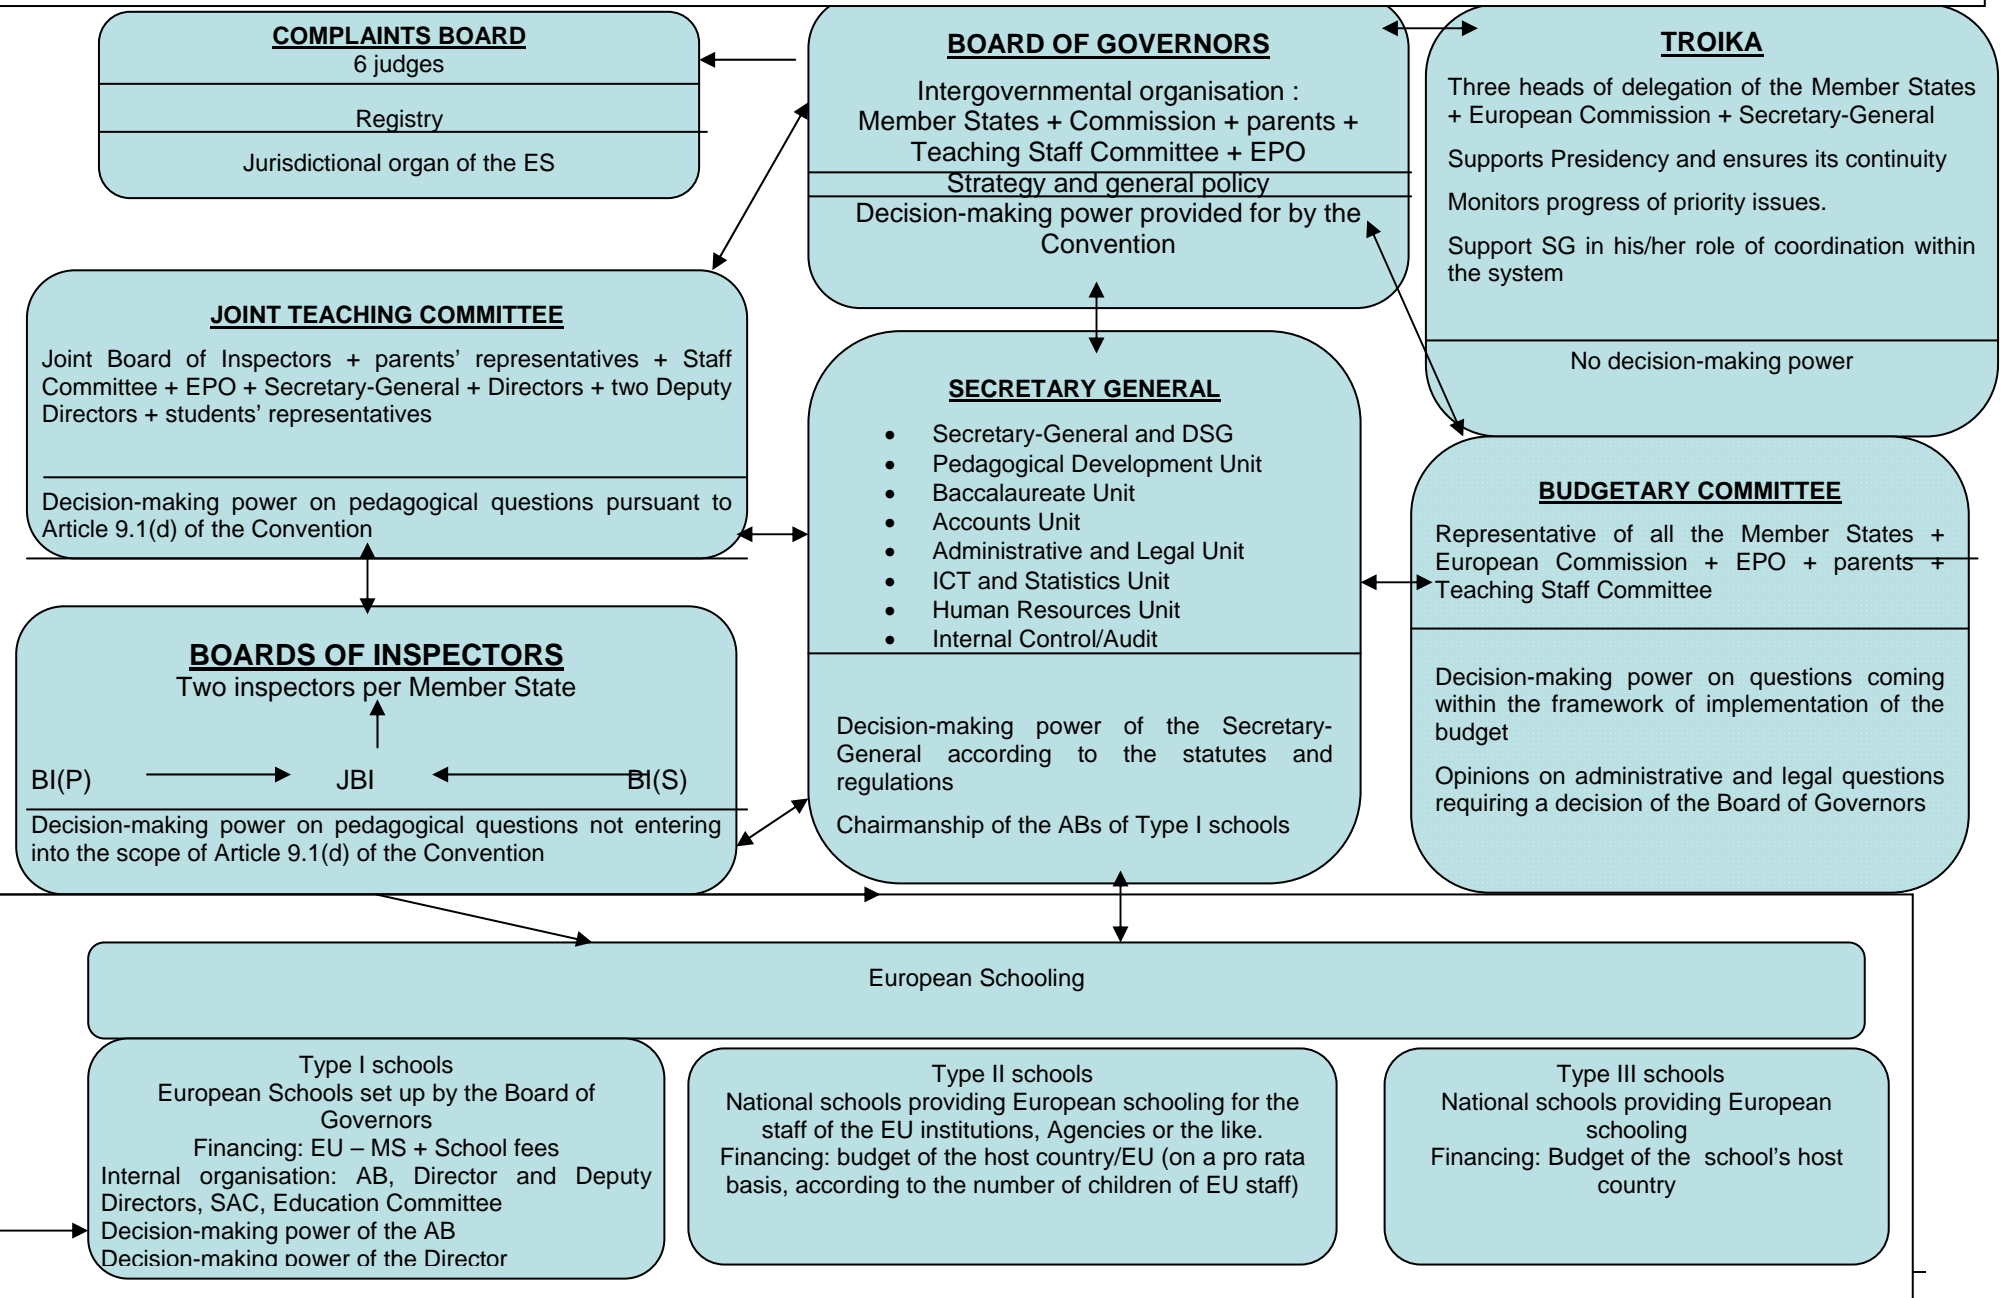 COMPLAINTS BOARD
6 judges
Registry
Jurisdictional organ of the ES
BOARD OF GOVERNORS
Intergovernmental organisation :
Member States + Commission + parents +
Teaching Staff Committee + EPO
Strategy and general policy
Decision-making power provided for by the
Convention
TROIKA
Three heads of delegation of the Member States
+ European Commission + Secretary-General
Supports Presidency and ensures its continuity
Monitors progress of priority issues.
Support SG in his/her role of coordination within
the system
No decision-making power
JOINT TEACHING COMMITTEE
Joint Board of Inspectors + parents’ representatives + Staff
Committee + EPO + Secretary-General + Directors + two Deputy
Directors + students’ representatives
Decision-making power on pedagogical questions pursuant to
Article 9.1(d) of the Convention
SECRETARY GENERAL
• Secretary-General and DSG
• Pedagogical Development Unit
• Baccalaureate Unit
• Accounts Unit
• Administrative and Legal Unit
• ICT and Statistics Unit
• Human Resources Unit
• Internal Control/Audit
Decision-making power of the Secretary-
General according to the statutes and
regulations
Chairmanship of the ABs of Type I schools
BUDGETARY COMMITTEE
Representative of all the Member States +
European Commission + EPO + parents +
Teaching Staff Committee
Decision-making power on questions coming
within the framework of implementation of the
budget
Opinions on administrative and legal questions
requiring a decision of the Board of Governors
BOARDS OF INSPECTORS
Two inspectors per Member State
BI(P) JBI BI(S)
Decision-making power on pedagogical questions not entering
into the scope of Article 9.1(d) of the Convention
European Schooling
Type I schools
European Schools set up by the Board of
Governors
Financing: EU – MS + School fees
Internal organisation: AB, Director and Deputy
Directors, SAC, Education Committee
Decision-making power of the AB
Decision-making power of the Director
Type II schools
National schools providing European schooling for the
staff of the EU institutions, Agencies or the like.
Financing: budget of the host country/EU (on a pro rata
basis, according to the number of children of EU staff)
Type III schools
National schools providing European
schooling
Financing: Budget of the school’s host
country